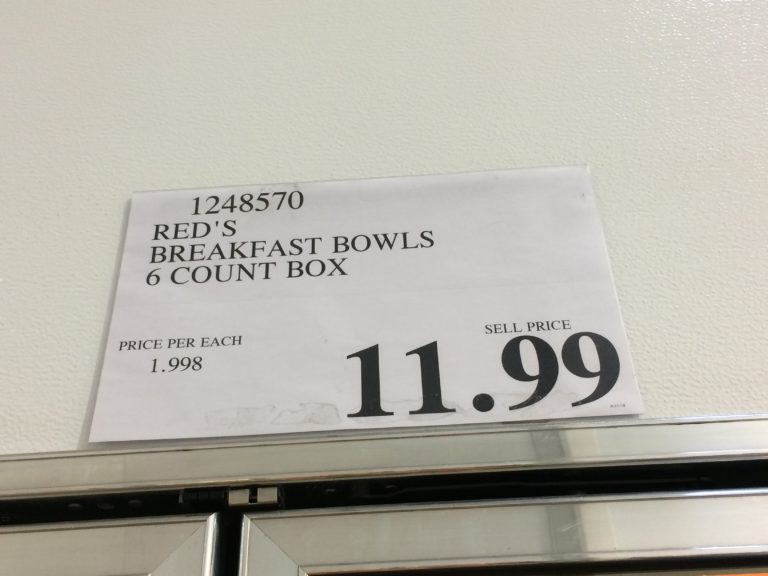 1248570
RED'S
BREAKFAST BOWLS
6 COUNT BOX
PRICE PER EACH
1.998
SELL PRICE
11.99